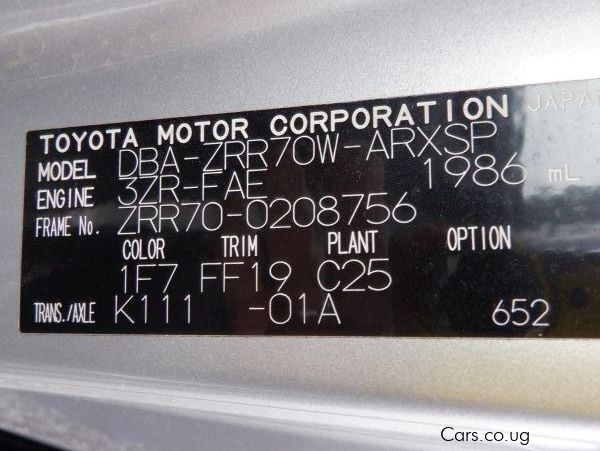 TOYOTA MOTOR CORPORATION JAPAN
MODEL DBA-ZRR70W-ARXSP
ENGINE 3ZR-FAE 1986 mL
FRAME No. ZRR70-0208756
COLOR TRIM PLANT OPTION
1F7 FF19 C25
TRANS./AXLE K111 -01A 652
Cars.co.ug